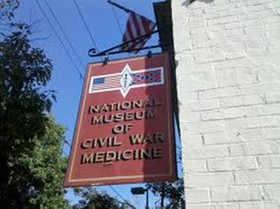 NATIONAL
MUSEUM
OF
CIVIL WAR
MEDICINE